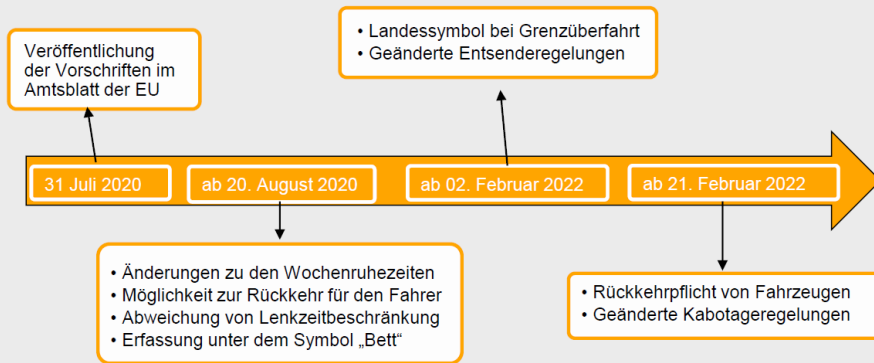 Veröffentlichung
der Vorschriften im
Amtsblatt der EU
• Landessymbol bei Grenzüberfahrt
• Geänderte Entsenderegelungen
31 Juli 2020
ab 20. August 2020
ab 02. Februar 2022
ab 21. Februar 2022
• Änderungen zu den Wochenruhezeiten
• Möglichkeit zur Rückkehr für den Fahrer
• Abweichung von Lenkzeitbeschränkung
• Erfassung unter dem Symbol „Bett“
• Rückkehrpflicht von Fahrzeugen
• Geänderte Kabotageregelungen